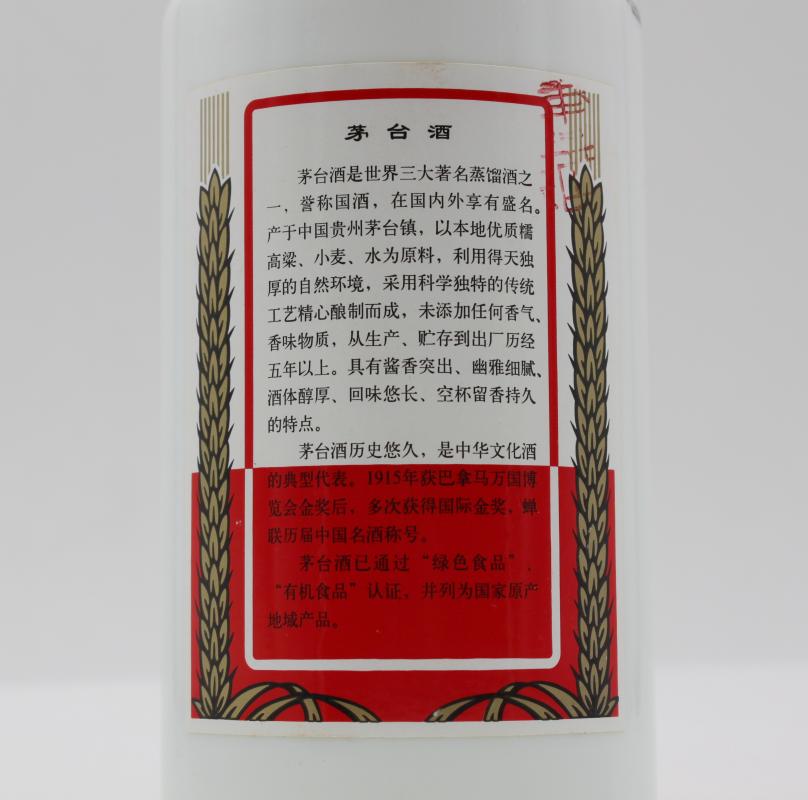 茅台酒
茅台酒是世界三大著名蒸馏酒之
一，誉称国酒，在国内外享有盛名。
产于中国贵州茅台镇，以本地优质糯
高粱、小麦、水为原料，利用得天独
厚的自然环境，采用科学独特的传统
工艺精心酿制而成，未添加任何香气、
香味物质，从生产、贮存到出厂历经
五年以上。具有酱香突出、幽雅细腻、
酒体醇厚、回味悠长、空杯留香持久
的特点。
茅台酒历史悠久，是中华文化酒
的典型代表。1915年获巴拿马万国博
览会金奖后，多次获得国际金奖，蝉
联历届中国名酒称号。
茅台酒已通过“绿色食品”、
“有机食品”认证，并列为国家原产
地域产品。